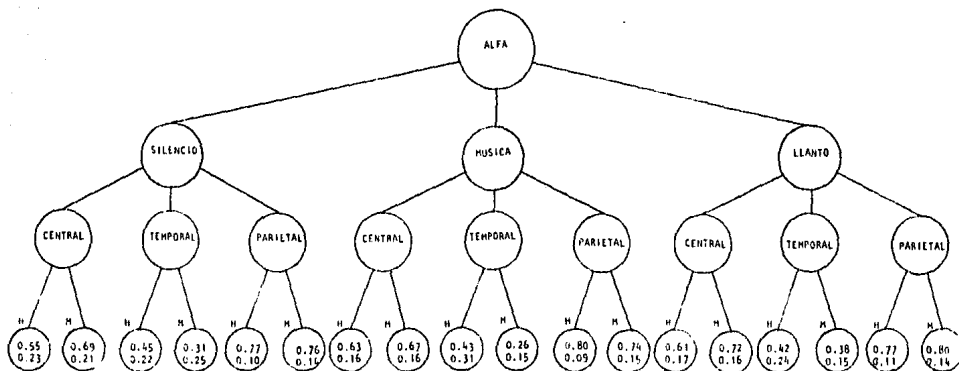 ALFA
SILENCIO MUSICA LLANTO
CENTRAL TEMPORAL PARIETAL CENTRAL TEMPORAL PARIETAL CENTRAL TEMPORAL PARIETAL
H M H M H M H M H M H M H M H M H M
0.55 0.69 0.45 0.31 0.77 0.76 0.63 0.67 0.43 0.26 0.80 0.74 0.61 0.72 0.42 0.38 0.77 0.80
0.23 0.21 0.22 0.25 0.10 0.16 0.16 0.16 0.31 0.15 0.09 0.15 0.17 0.16 0.24 0.15 0.11 0.14